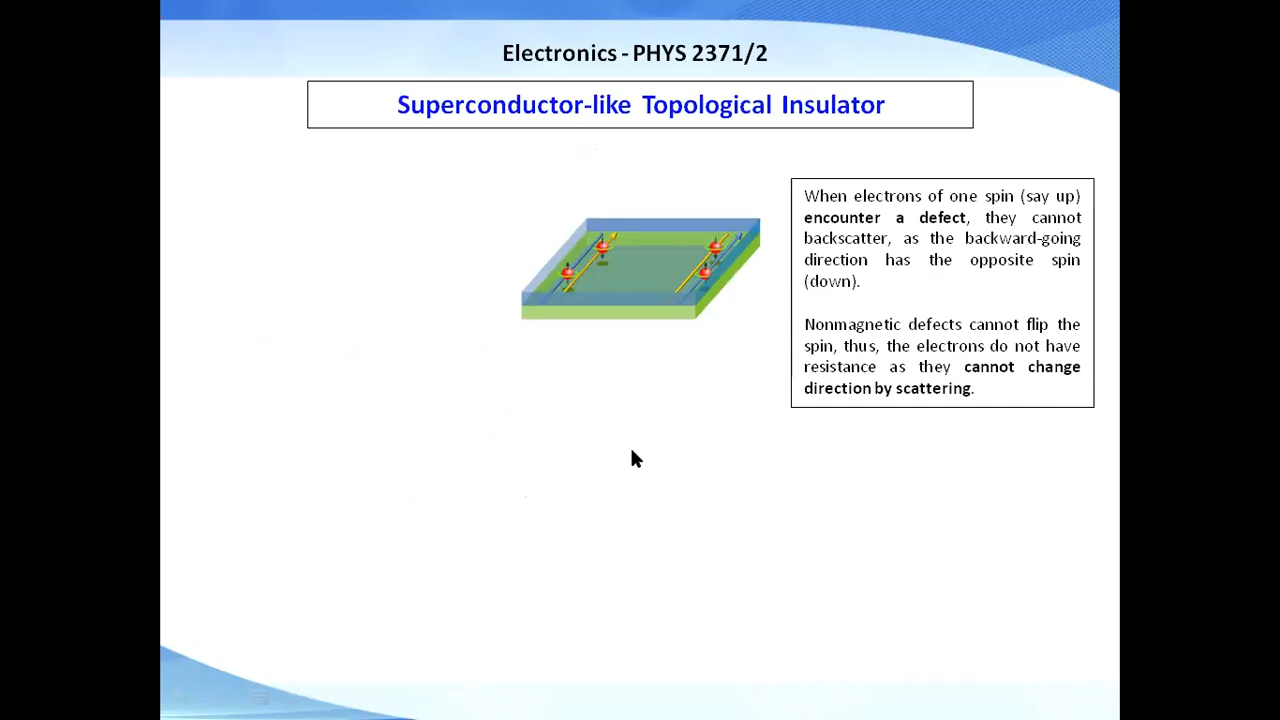 Electronics - PHYS 2371/2
Superconductor-like Topological Insulator
When electrons of one spin (say up)
encounter a defect, they cannot
backscatter, as the backward-going
direction has the opposite spin
(down).
Nonmagnetic defects cannot flip the
spin, thus, the electrons do not have
resistance as they cannot change
direction by scattering.